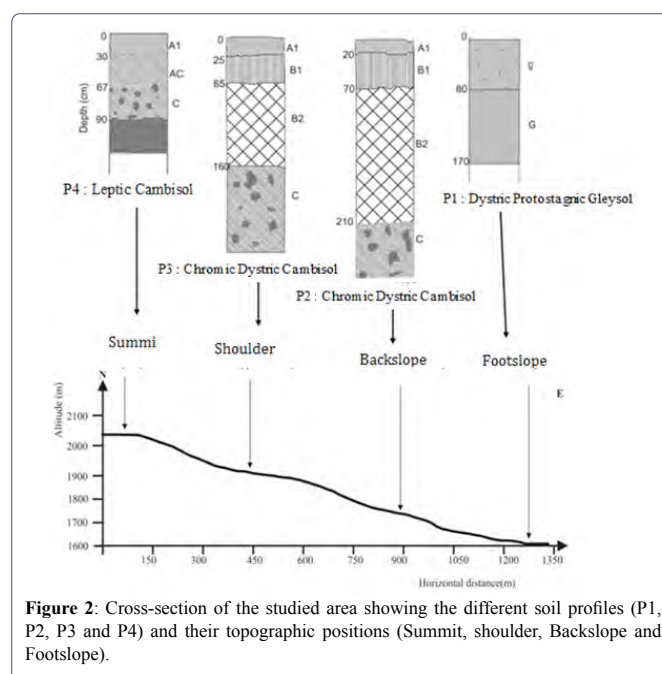 0
A1
30
AC
67
C
90
Depth (cm)
P4 : Leptic Cambisol
0
A1
25
B1
65
B2
160
C
P3 : Chromic Dystric Cambisol
0
A1
20
B1
70
B2
210
C
P2 : Chromic Dystric Cambisol
0
g
60
G
170
P1 : Dystric Protostagnic Gleysol
Summi
Shoulder
Backslope
Footslope
N
E
Altitude (m)
2100
2000
1900
1800
1700
1600
150 300 450 600 750 900 1050 1200 1350
Horizontal distance(m)
Figure 2: Cross-section of the studied area showing the different soil profiles (P1,
P2, P3 and P4) and their topographic positions (Summit, shoulder, Backslope and
Footslope).